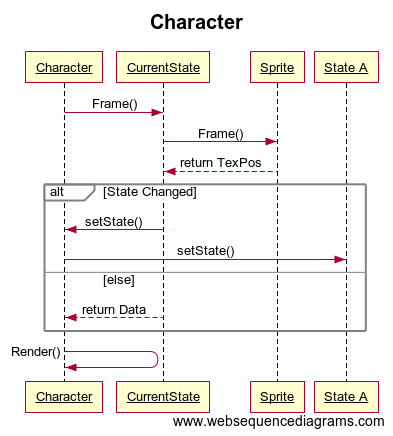 Character
Character CurrentState Sprite State A
Frame()
Frame()
return TexPos
alt [State Changed]
setState()
setState()
[else]
return Data
Render()
Character CurrentState Sprite State A
www.websequencediagrams.com